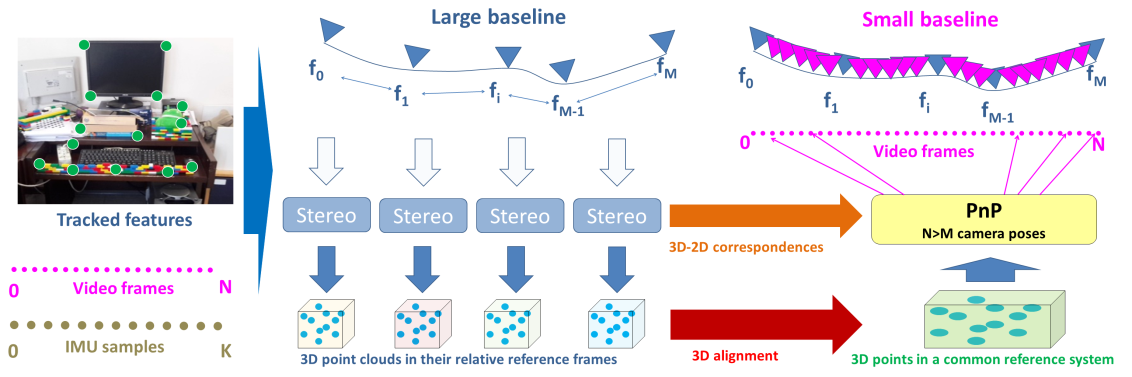 Large baseline
Small baseline
f0
f1
fi
fM-1
fM
f0
f1
fi
fM-1
fM
0
Video frames
N
Tracked features
Stereo
Stereo
Stereo
Stereo
3D-2D correspondences
PnP
N>M camera poses
0
Video frames
N
0
IMU samples
K
3D point clouds in their relative reference frames
3D alignment
3D points in a common reference system